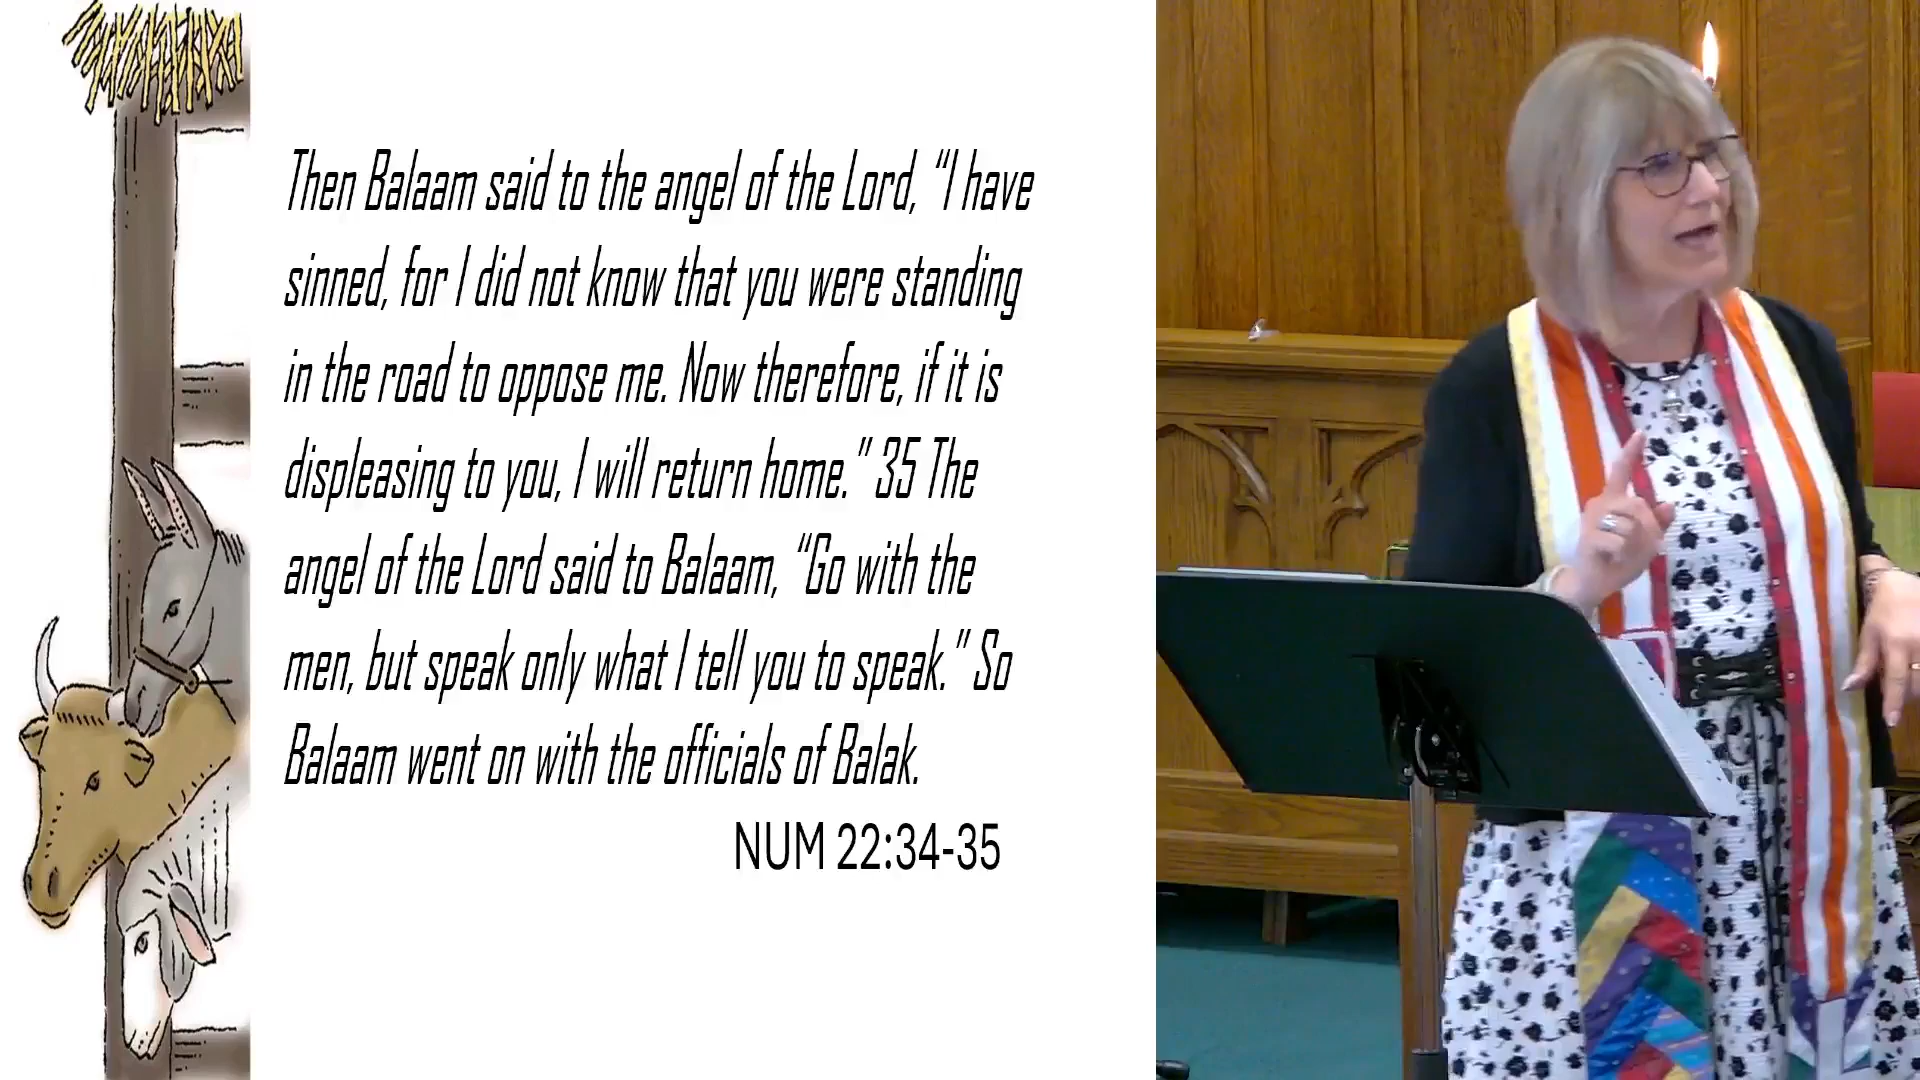 Then Balaam said to the angel of the Lord, “I have
sinned, for I did not know that you were standing
in the road to oppose me. Now therefore, if it is
displeasing to you, I will return home.” 35 The
angel of the Lord said to Balaam, “Go with the
men, but speak only what I tell you to speak.” So
Balaam went on with the officials of Balak.
NUM 22:34-35